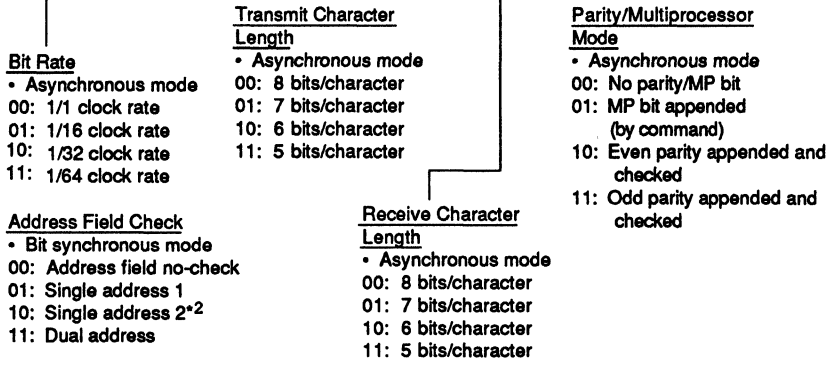 Bit Rate
• Asynchronous mode
00: 1/1 clock rate
01: 1/16 clock rate
10: 1/32 clock rate
11: 1/64 clock rate
Address Field Check
• Bit synchronous mode
00: Address field no-check
01: Single address 1
10: Single address 2*2
11: Dual address
Transmit Character
Length
• Asynchronous mode
00: 8 bits/character
01: 7 bits/character
10: 6 bits/character
11: 5 bits/character
Receive Character
Length
• Asynchronous mode
00: 8 bits/character
01: 7 bits/character
10: 6 bits/character
11: 5 bits/character
Parity/Multiprocessor
Mode
• Asynchronous mode
00: No parity/MP bit
01: MP bit appended
(by command)
10: Even parity appended and
checked
11: Odd parity appended and
checked